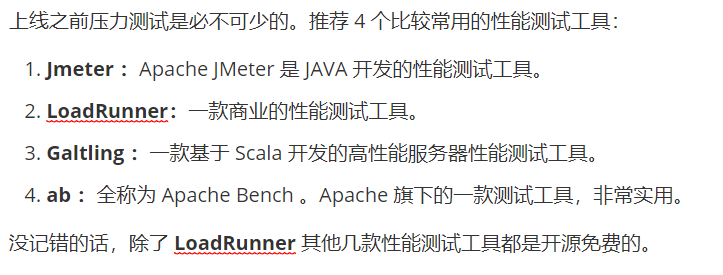 上线之前压力测试是必不可少的。推荐 4 个比较常用的性能测试工具：
1. Jmeter ：Apache JMeter 是 JAVA 开发的性能测试工具。
2. LoadRunner：一款商业的性能测试工具。
3. Galtling ：一款基于 Scala 开发的高性能服务器性能测试工具。
4. ab ：全称为 Apache Bench 。Apache 旗下的一款测试工具，非常实用。
没记错的话，除了 LoadRunner 其他几款性能测试工具都是开源免费的。